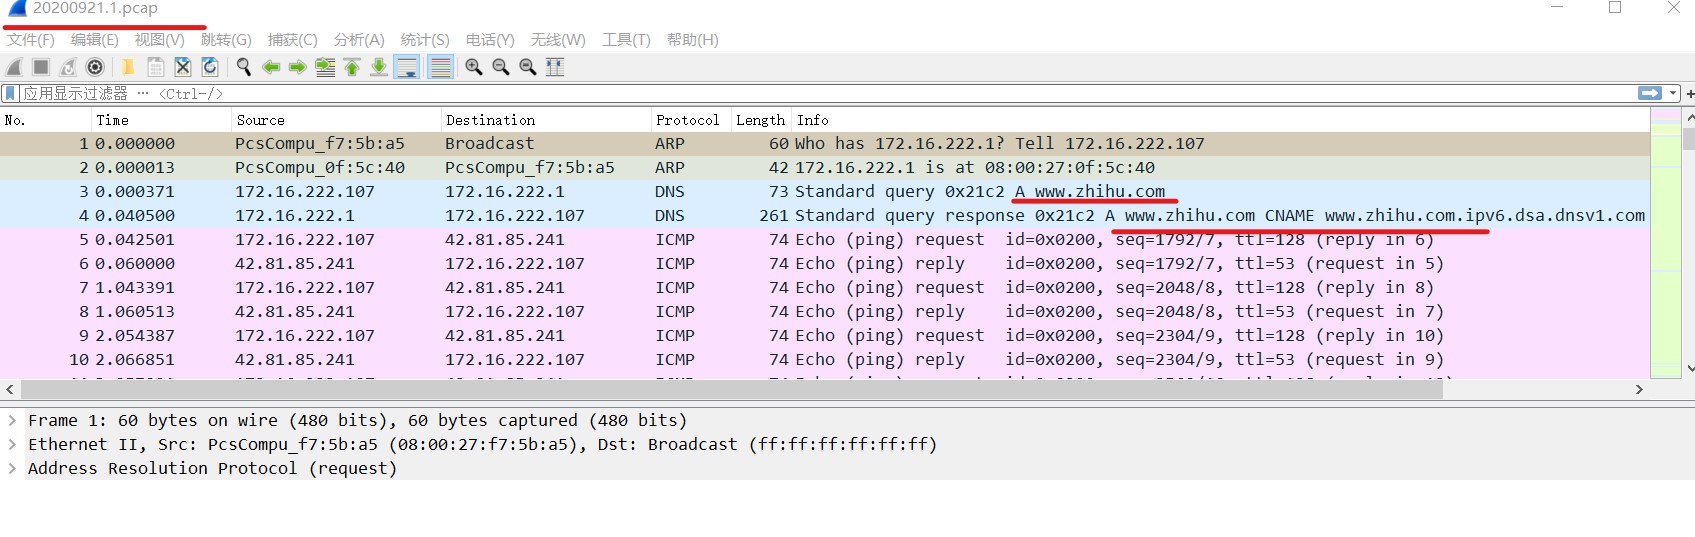 20200921.1.pcap
文件(F) 编辑(E) 视图(V) 跳转(G) 捕获(C) 分析(A) 统计(S) 电话(Y) 无线(W) 工具(T) 帮助(H)
应用显示过滤器 … <Ctrl-/>
No. Time Source Destination Protocol Length Info
1 0.000000 PcsCompu_f7:5b:a5 Broadcast ARP 60 Who has 172.16.222.1? Tell 172.16.222.107
2 0.000013 PcsCompu_0f:5c:40 PcsCompu_f7:5b:a5 ARP 42 172.16.222.1 is at 08:00:27:0f:5c:40
3 0.000371 172.16.222.107 172.16.222.1 DNS 73 Standard query 0x21c2 A www.zhihu.com
4 0.040500 172.16.222.1 172.16.222.107 DNS 261 Standard query response 0x21c2 A www.zhihu.com CNAME www.zhihu.com.ipv6.dsa.dnsv1.com
5 0.042501 172.16.222.107 42.81.85.241 ICMP 74 Echo (ping) request id=0x0200, seq=1792/7, ttl=128 (reply in 6)
6 0.060000 42.81.85.241 172.16.222.107 ICMP 74 Echo (ping) reply id=0x0200, seq=1792/7, ttl=53 (request in 5)
7 1.043391 172.16.222.107 42.81.85.241 ICMP 74 Echo (ping) request id=0x0200, seq=2048/8, ttl=128 (reply in 8)
8 1.060513 42.81.85.241 172.16.222.107 ICMP 74 Echo (ping) reply id=0x0200, seq=2048/8, ttl=53 (request in 7)
9 2.054387 172.16.222.107 42.81.85.241 ICMP 74 Echo (ping) request id=0x0200, seq=2304/9, ttl=128 (reply in 10)
10 2.066851 42.81.85.241 172.16.222.107 ICMP 74 Echo (ping) reply id=0x0200, seq=2304/9, ttl=53 (request in 9)
Frame 1: 60 bytes on wire (480 bits), 60 bytes captured (480 bits)
Ethernet II, Src: PcsCompu_f7:5b:a5 (08:00:27:f7:5b:a5), Dst: Broadcast (ff:ff:ff:ff:ff:ff)
Address Resolution Protocol (request)